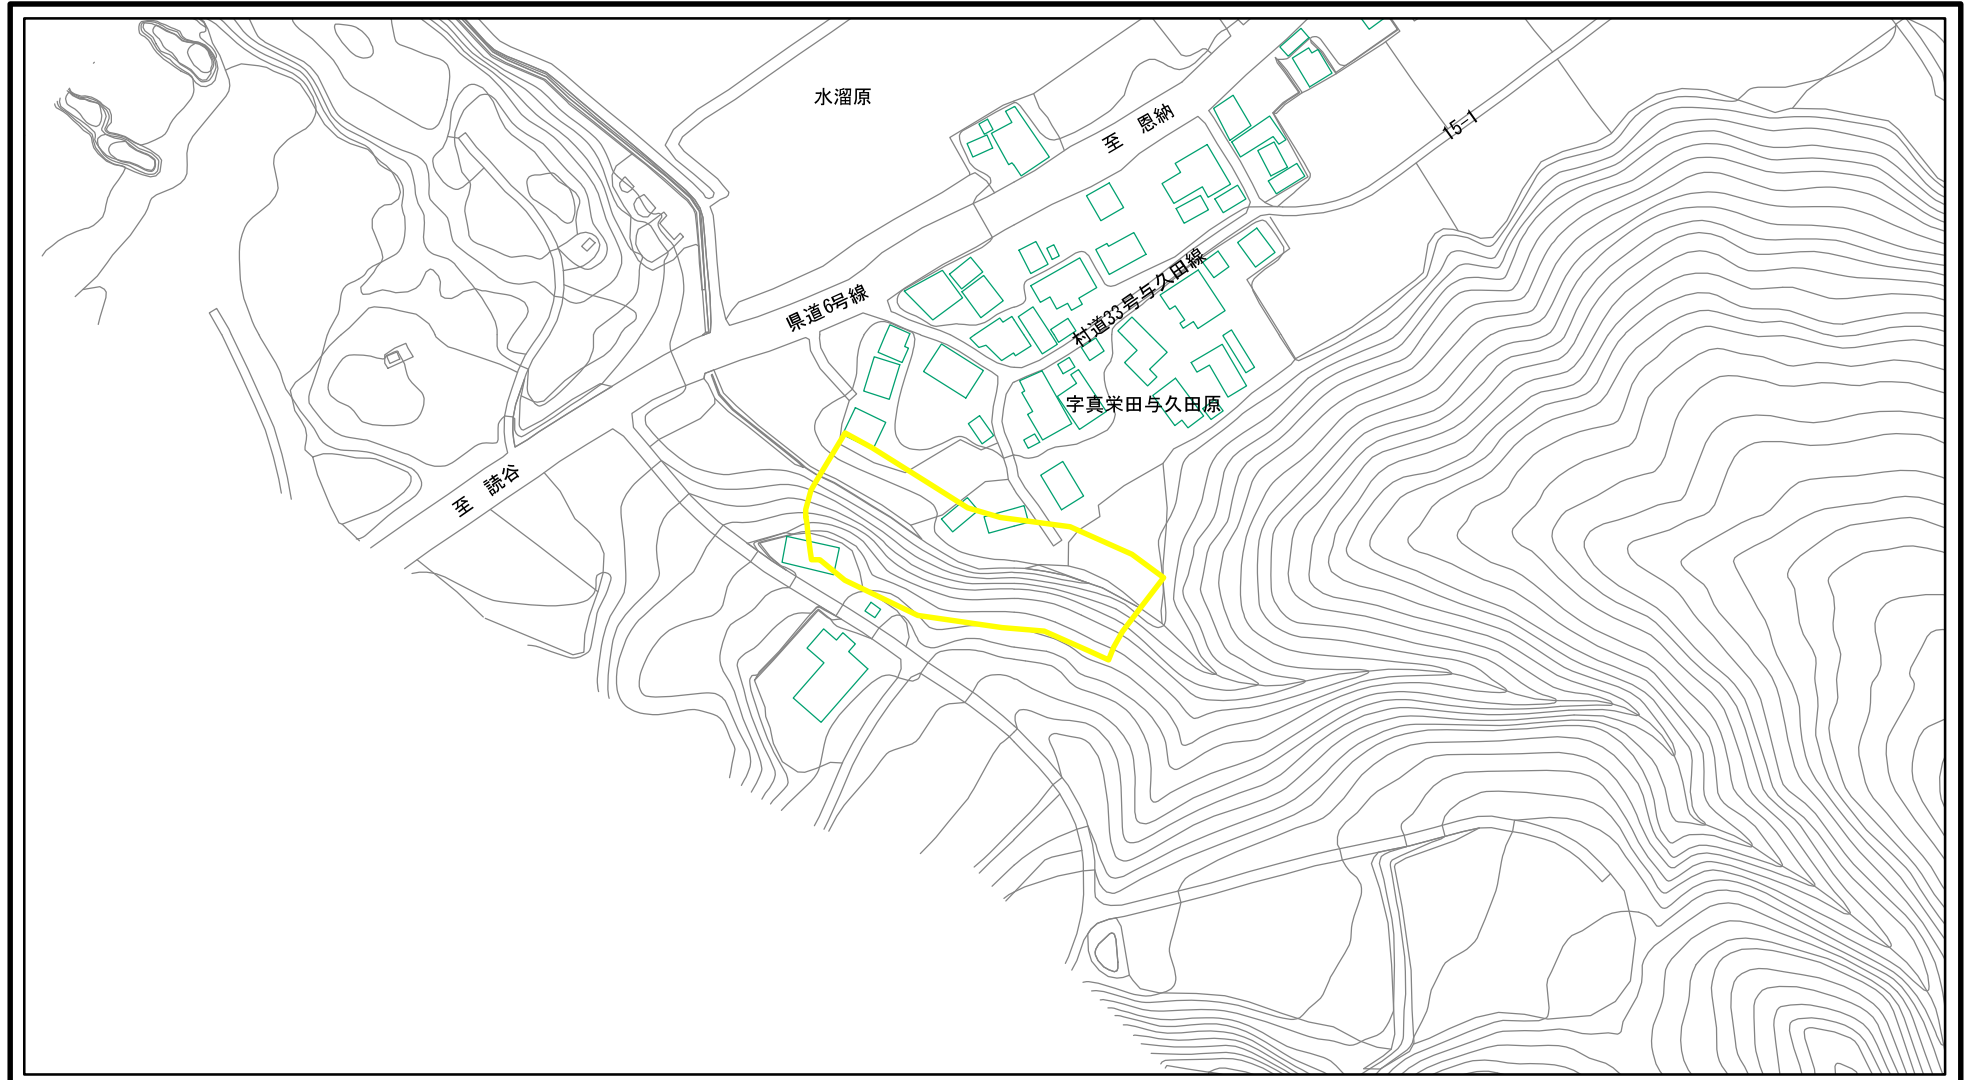 水溜原
至 恩納
15-1
県道6号線
村道33号与久田線
字真栄田与久田原
至 読谷